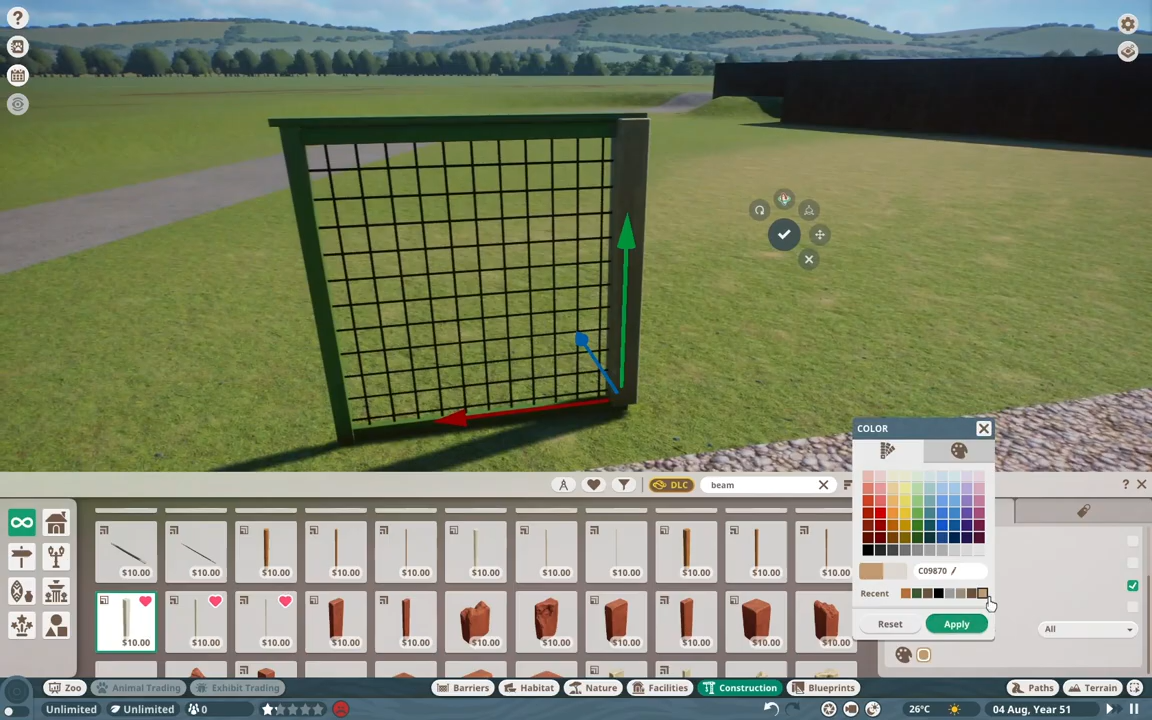 ?
COLOR
DLC
beam
? 
$10.00 $10.00 $10.00 $10.00 $10.00 $10.00 $10.00 $10.00 $10.00 $10.00 $10.00
C09870
Recent
$10.00 $10.00 $10.00 $10.00 $10.00 $10.00 $10.00 $10.00 $10.00 $10.00 $10.00
Reset Apply
All
Zoo Animal Trading Exhibit Trading Barriers Habitat Nature Facilities Construction Blueprints Paths Terrain
Unlimited Unlimited 0 26°C 04 Aug, Year 51